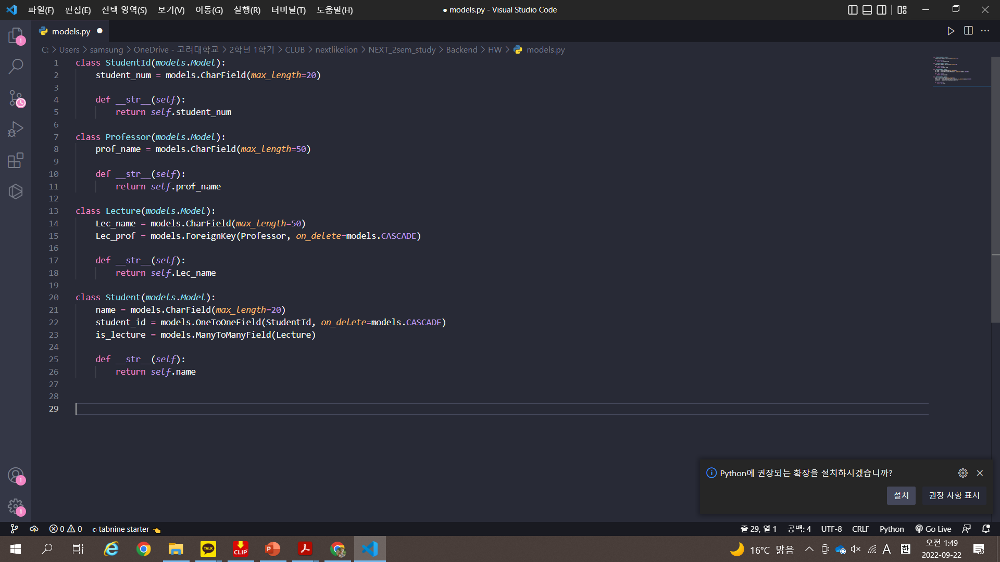 파일(F) 편집(E) 선택 영역(S) 보기(V) 이동(G) 실행(R) 터미널(T) 도움말(H) ● models.py - Visual Studio Code
models.py ●
C: > Users > samsung > OneDrive - 고려대학교 > 2학년 1학기 > CLUB > nextlikelion > NEXT_2sem_study > Backend > HW > models.py
1 class StudentId(models.Model):
2 student_num = models.CharField(max_length=20)
3
4 def __str__(self):
5 return self.student_num
6
7 class Professor(models.Model):
8 prof_name = models.CharField(max_length=50)
9
10 def __str__(self):
11 return self.prof_name
12
13 class Lecture(models.Model):
14 Lec_name = models.CharField(max_length=50)
15 Lec_prof = models.ForeignKey(Professor, on_delete=models.CASCADE)
16
17 def __str__(self):
18 return self.Lec_name
19
20 class Student(models.Model):
21 name = models.CharField(max_length=20)
22 student_id = models.OneToOneField(StudentId, on_delete=models.CASCADE)
23 is_lecture = models.ManyToManyField(Lecture)
24
25 def __str__(self):
26 return self.name
27
28
29
1
1
1
Python에 권장되는 확장을 설치하시겠습니까?
설치 권장 사항 표시
0 0 tabnine starter 줄 29, 열 1 공백: 4 UTF-8 CRLF Python Go Live
TALK CLIP 16°C 맑음 A 한 오전 1:49
2022-09-22